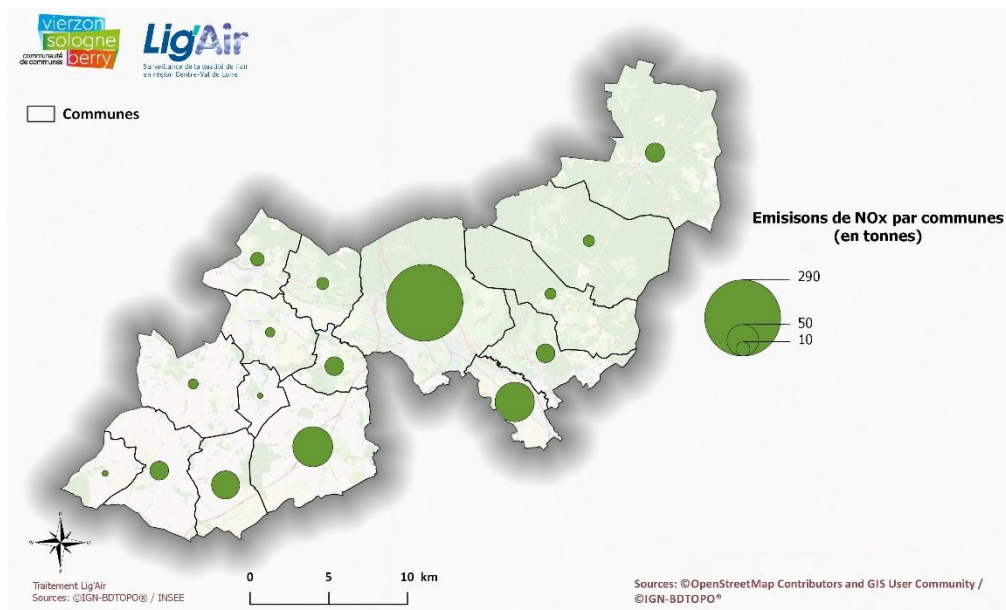 vierzon
sologne
berry
communauté
de communes
Lig'Air
Surveillance de la qualité de l'air
en région Centre-Val de Loire
Communes
Emisisons de NOx par communes
(en tonnes)
290
50
10
0 5 10 km
Traitement Lig'Air
Sources: ©IGN-BDTOPO® / INSEE
Sources: ©OpenStreetMap Contributors and GIS User Community /
©IGN-BDTOPO®